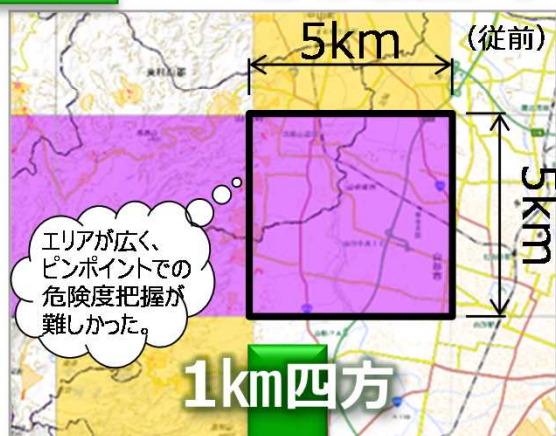 5km
(従前)
5km
エリアが広く、
ピンポイントでの
危険度把握が
難しかった。
1km四方